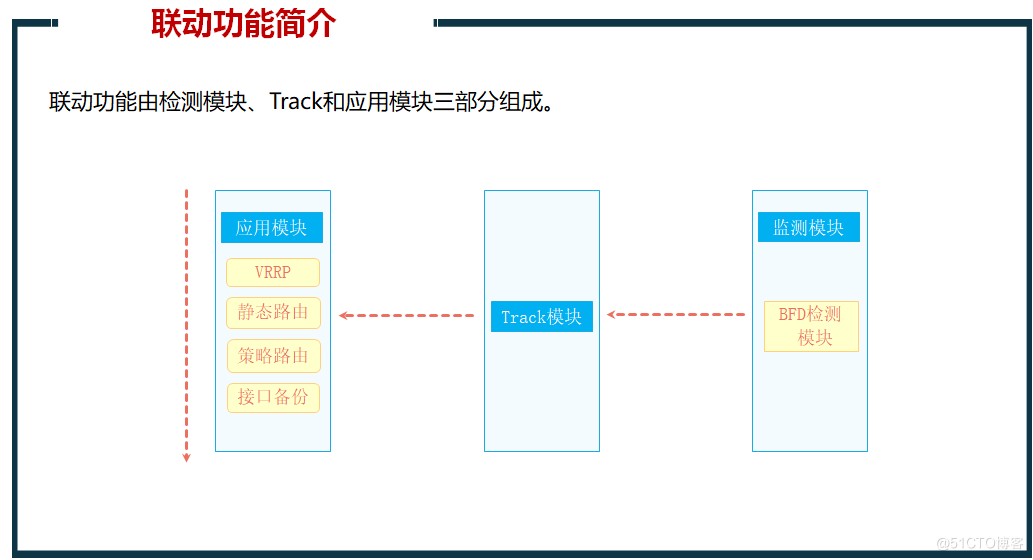 联动功能简介
联动功能由检测模块、Track和应用模块三部分组成。
应用模块
VRRP
静态路由
策略路由
接口备份
Track模块
监测模块
BFD检测
模块
@51CTO博客